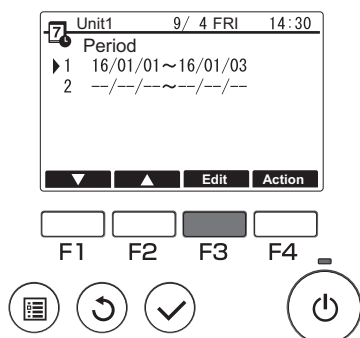 7 Unit1 9/ 4 FRI 14:30
Period
▶1 16/01/01～16/01/03
2 --/--/--～--/--/--
▼ ▲ Edit Action
F1 F2 F3 F4